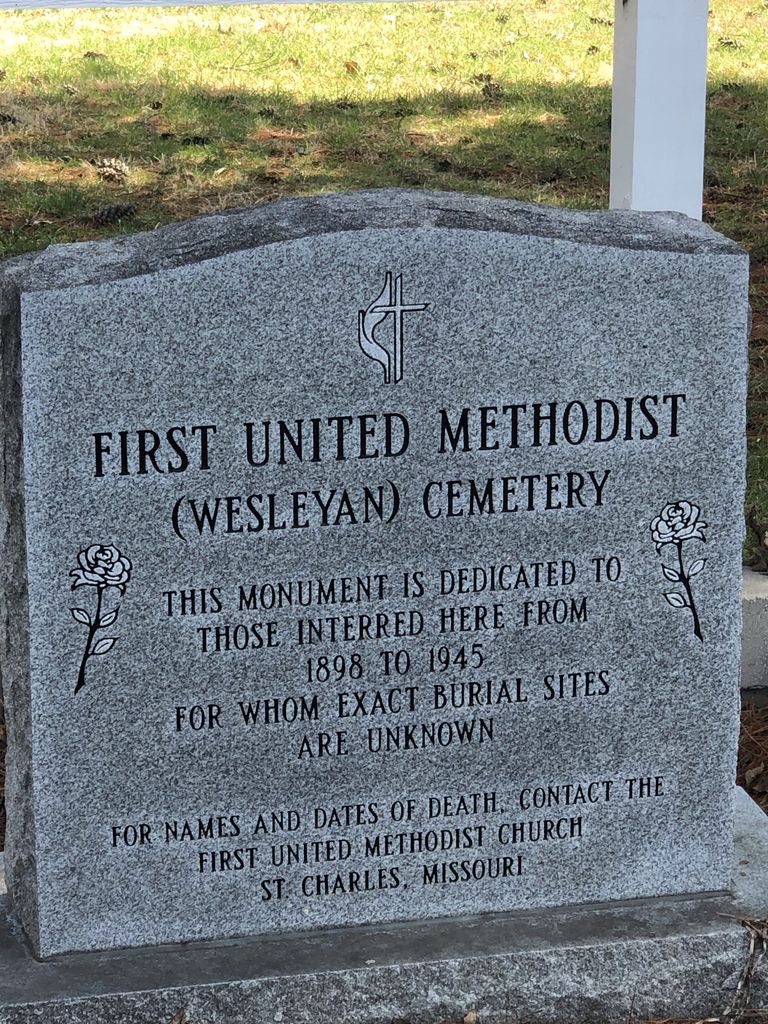 FIRST UNITED METHODIST
(WESLEYAN) CEMETERY
THIS MONUMENT IS DEDICATED TO
THOSE INTERRED HERE FROM
1898 TO 1945
FOR WHOM EXACT BURIAL SITES
ARE UNKNOWN
FOR NAMES AND DATES OF DEATH, CONTACT THE
FIRST UNITED METHODIST CHURCH
ST. CHARLES, MISSOURI